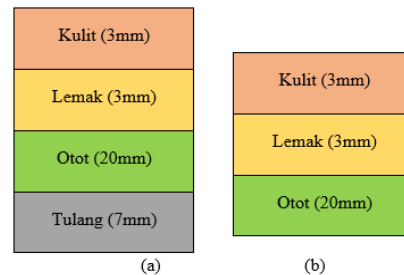 Kulit (3mm)
Lemak (3mm)
Otot (20mm)
Tulang (7mm)
(a)
Kulit (3mm)
Lemak (3mm)
Otot (20mm)
(b)